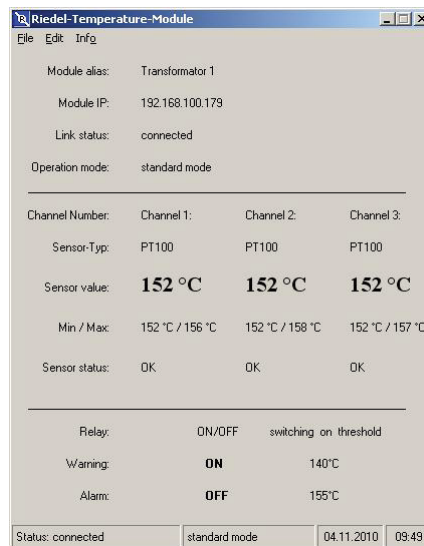 Riedel-Temperature-Module
File Edit Info
Module alias: Transformator 1
Module IP: 192.168.100.179
Link status: connected
Operation mode: standard mode
Channel Number: Channel 1: Channel 2: Channel 3:
Sensor-Typ: PT100 PT100 PT100
Sensor value: 152 °C 152 °C 152 °C
Min / Max: 152 °C / 156 °C 152 °C / 158 °C 152 °C / 157 °C
Sensor status: OK OK OK
Relay: ON/OFF switching on threshold
Warning: ON 140°C
Alarm: OFF 155°C
Status: connected standard mode 04.11.2010 09:49